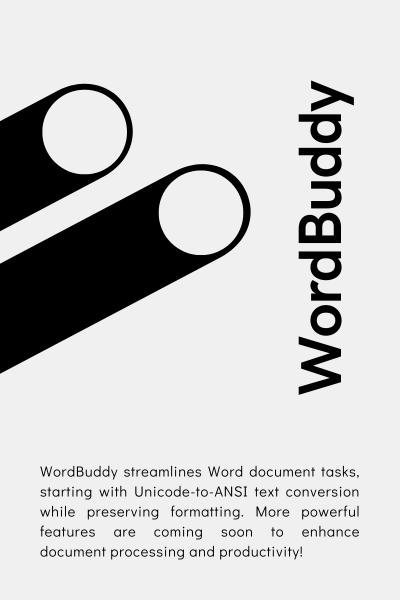 WordBuddy
WordBuddy streamlines Word document tasks,
starting with Unicode-to-ANSI text conversion
while preserving formatting. More powerful
features are coming soon to enhance
document processing and productivity!